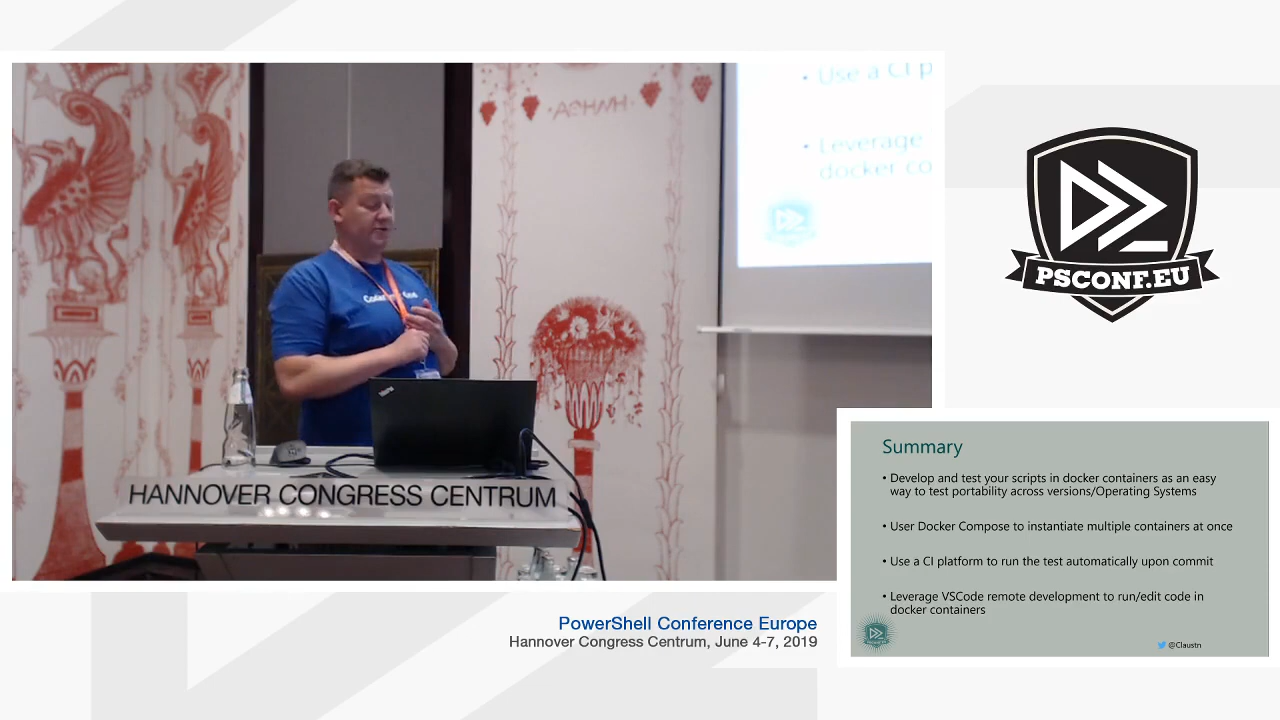 • Use a CI p
• Leverage
docker co
HANNOVER CONGRESS CENTRUM
PSCONF.EU
Summary
• Develop and test your scripts in docker containers as an easy
way to test portability across versions/Operating Systems
• User Docker Compose to instantiate multiple containers at once
• Use a CI platform to run the test automatically upon commit
• Leverage VSCode remote development to run/edit code in
docker containers
@Claustn
PowerShell Conference Europe
Hannover Congress Centrum, June 4-7, 2019